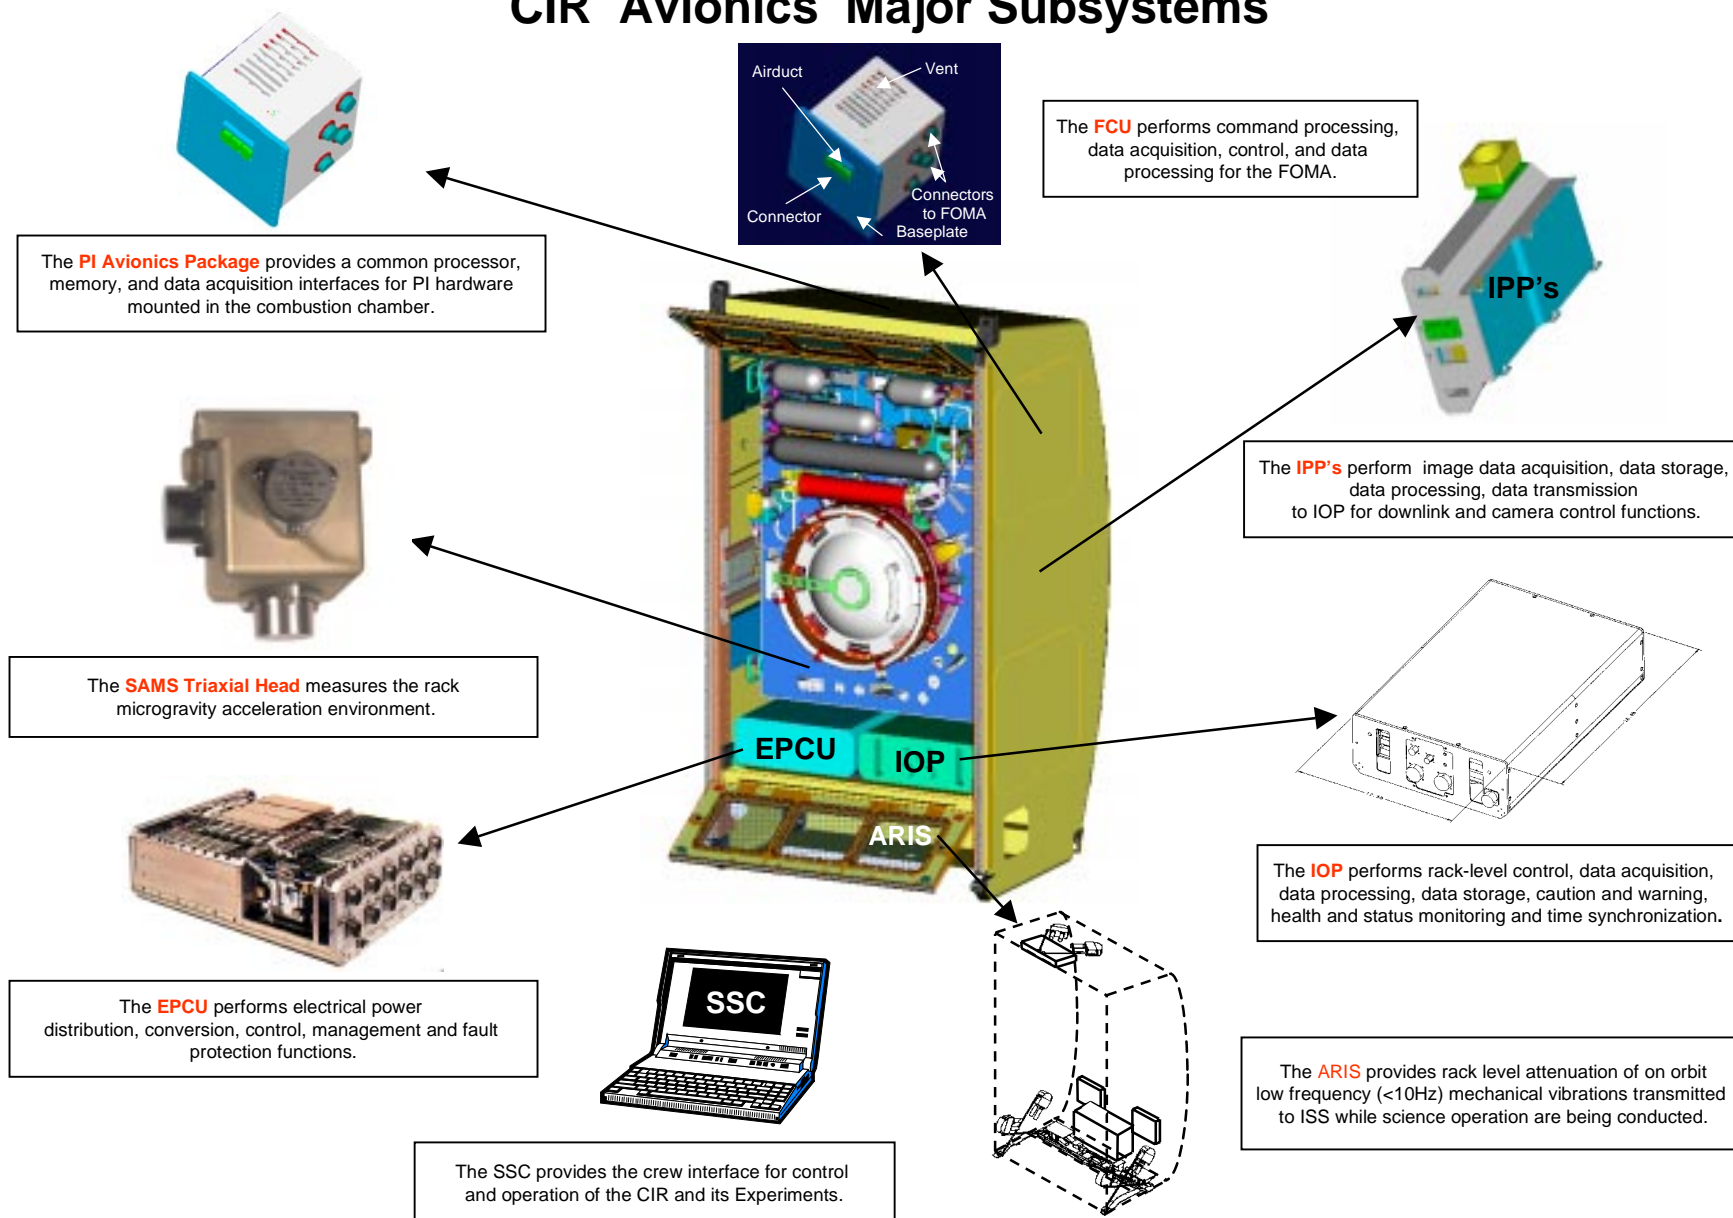 CIR Avionics Major Subsystems
Airduct
Vent
Connector
Connectors
to FOMA
Baseplate
The FCU performs command processing,
data acquisition, control, and data
processing for the FOMA.
The PI Avionics Package provides a common processor,
memory, and data acquisition interfaces for PI hardware
mounted in the combustion chamber.
IPP's
The IPP's perform image data acquisition, data storage,
data processing, data transmission
to IOP for downlink and camera control functions.
The SAMS Triaxial Head measures the rack
microgravity acceleration environment.
EPCU
IOP
ARIS
The IOP performs rack-level control, data acquisition,
data processing, data storage, caution and warning,
health and status monitoring and time synchronization.
The EPCU performs electrical power
distribution, conversion, control, management and fault
protection functions.
SSC
The ARIS provides rack level attenuation of on orbit
low frequency (<10Hz) mechanical vibrations transmitted
to ISS while science operation are being conducted.
The SSC provides the crew interface for control
and operation of the CIR and its Experiments.